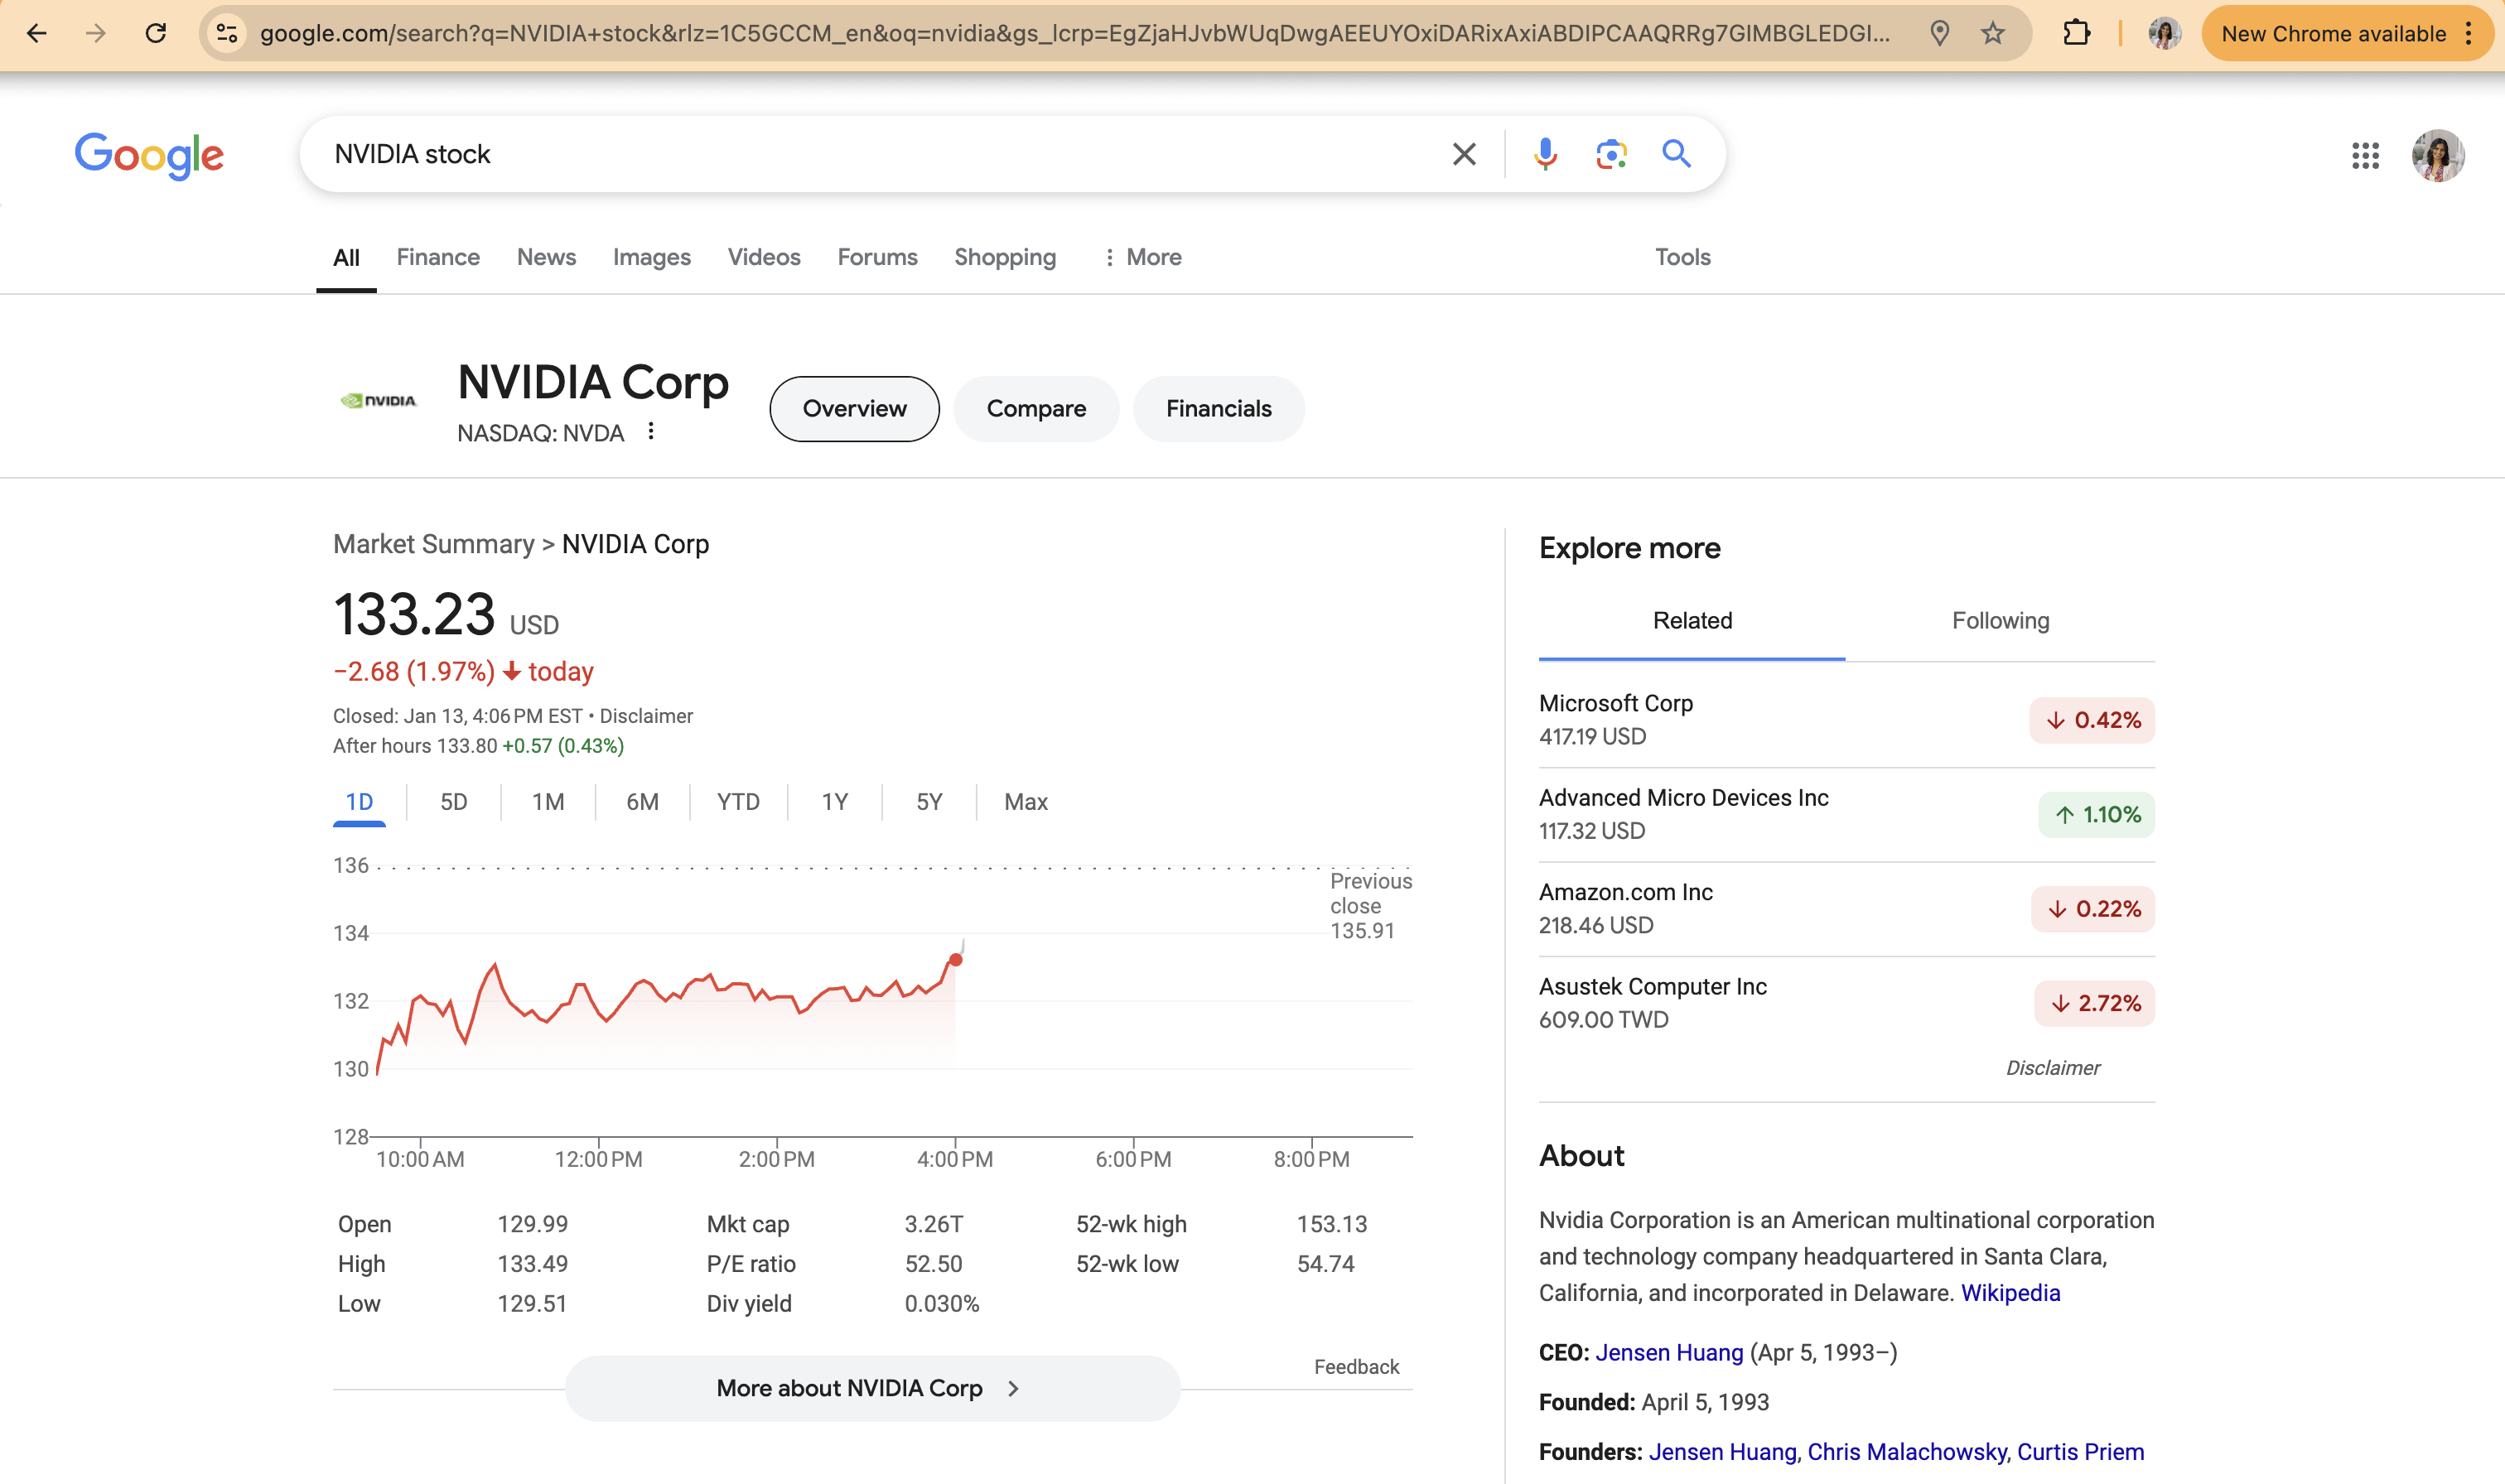 google.com/search?q=NVIDIA+stock&rlz=1C5GCCM_en&oq=nvidia&gs_lcrp=EgZjaHJvbWUqDwgAEEUYOxiDARixAxiABDIPCAAQRRg7GIMBGLEDGI...
New Chrome available
Google
NVIDIA stock
All Finance News Images Videos Forums Shopping More Tools
NVIDIA
NVIDIA Corp
NASDAQ: NVDA
Overview Compare Financials
Market Summary > NVIDIA Corp
133.23 USD
−2.68 (1.97%) today
Closed: Jan 13, 4:06 PM EST • Disclaimer
After hours 133.80 +0.57 (0.43%)
1D 5D 1M 6M YTD 1Y 5Y Max
136
134
132
130
128
Previous
close
135.91
10:00 AM 12:00 PM 2:00 PM 4:00 PM 6:00 PM 8:00 PM
Open 129.99 Mkt cap 3.26T 52-wk high 153.13
High 133.49 P/E ratio 52.50 52-wk low 54.74
Low 129.51 Div yield 0.030%
Feedback
More about NVIDIA Corp
Explore more
Related Following
Microsoft Corp
417.19 USD
0.42%
Advanced Micro Devices Inc
117.32 USD
1.10%
Amazon.com Inc
218.46 USD
0.22%
Asustek Computer Inc
609.00 TWD
2.72%
Disclaimer
About
Nvidia Corporation is an American multinational corporation
and technology company headquartered in Santa Clara,
California, and incorporated in Delaware. Wikipedia
CEO: Jensen Huang (Apr 5, 1993–)
Founded: April 5, 1993
Founders: Jensen Huang, Chris Malachowsky, Curtis Priem